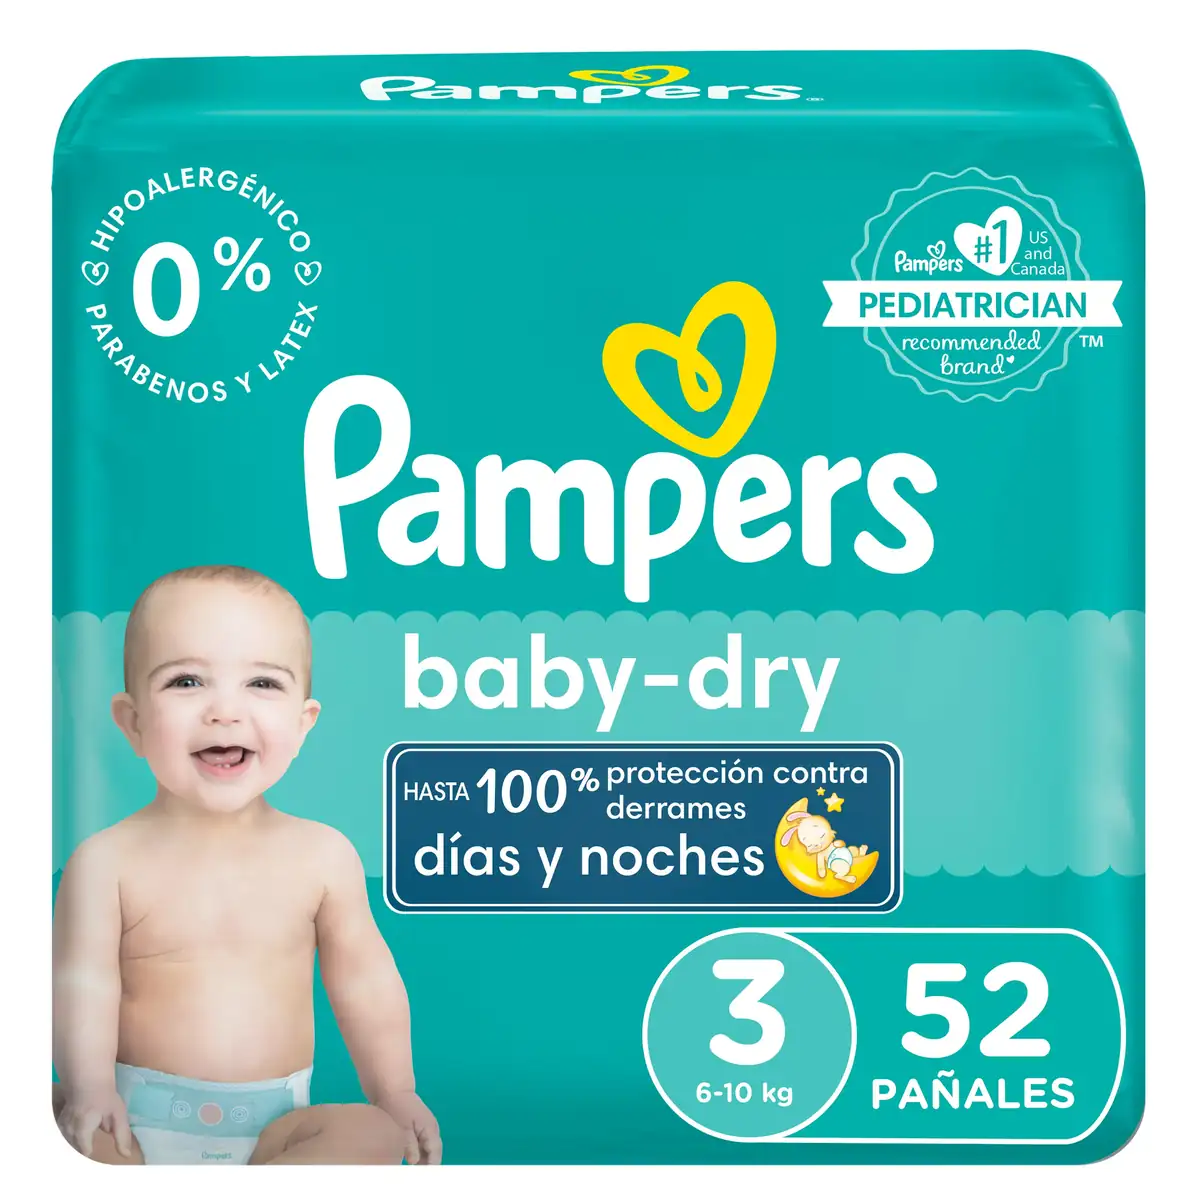 Pampers
HIPOALERGÉNICO
0%
PARABENOS Y LATEX
Pampers #1 US and Canada
PEDIATRICIAN
recommended
brand
TM
Pampers
baby-dry
HASTA 100% protección contra
derrames
días y noches
3
6-10 kg
52
PAÑALES
Pampers